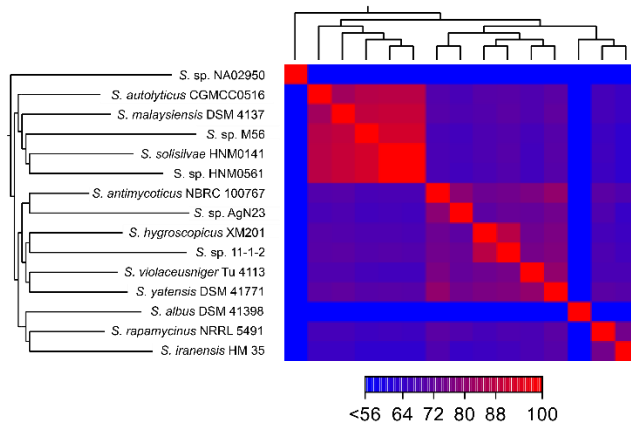 S. sp. NA02950
S. autolyticus CGMCC0516
S. malaysiensis DSM 4137
S. sp. M56
S. solisilvae HNM0141
S. sp. HNM0561
S. antimycoticus NBRC 100767
S. sp. AgN23
S. hygroscopicus XM201
S. sp. 11-1-2
S. violaceusniger Tu 4113
S. yatensis DSM 41771
S. albus DSM 41398
S. rapamycinus NRRL 5491
S. iranensis HM 35
<56 64 72 80 88 100